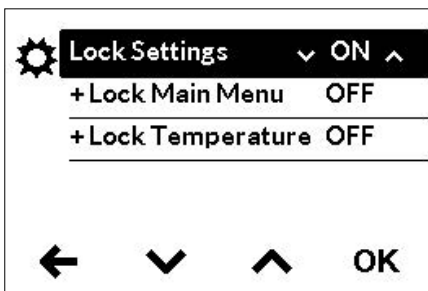 Lock Settings ON
+Lock Main Menu OFF
+Lock Temperature OFF
OK